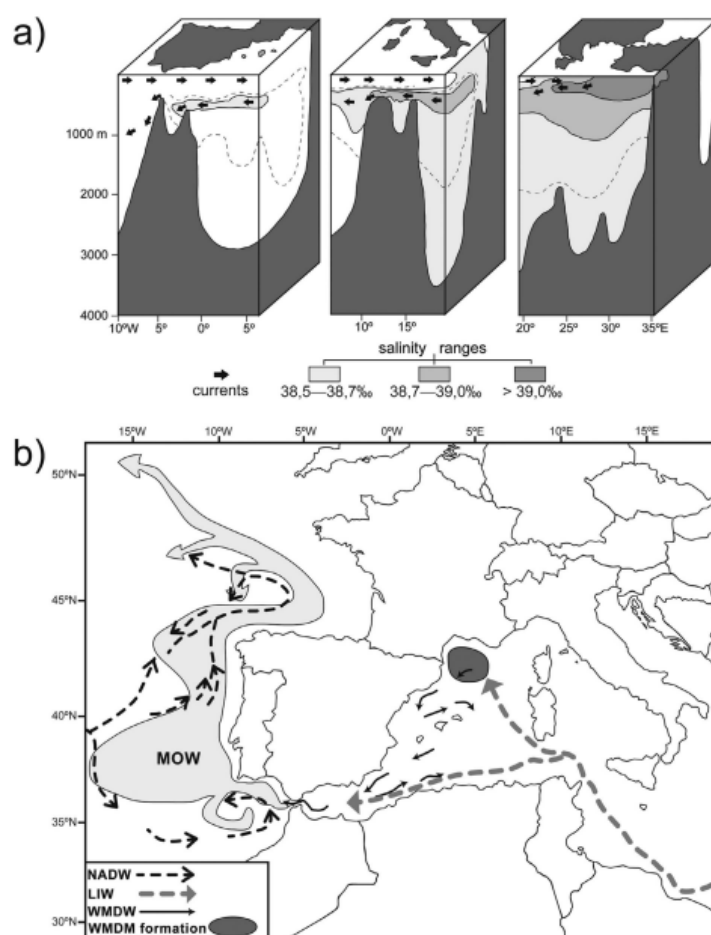 a)
1000 m
2000
3000
4000
10ºW 5º 0º 5º
10º 15º
20º 25º 30º 35ºE
salinity ranges
currents 38,5—38,7‰ 38,7—39,0‰ > 39,0‰
b)
15ºW 10ºW 5ºW 0ºW 5ºE 10ºE 15ºE
50ºN
45ºN
40ºN
MOW
35ºN
NADW
LIW
WMDW
WMDM formation
30ºN